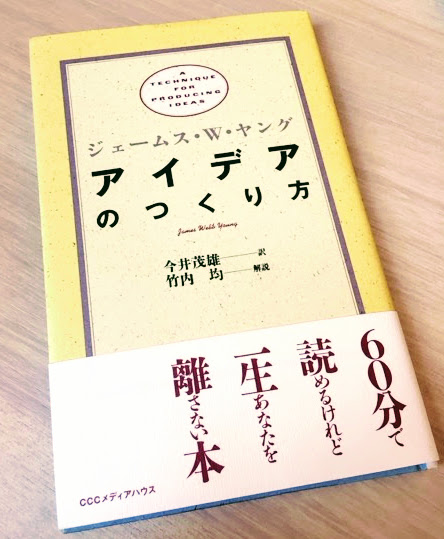 A
TECHNIQUE
FOR
PRODUCING
IDEAS
ジェームス・W・ヤング
アイデア
のつくり方
James Webb Young
今井茂雄──訳
竹内 均──解説
60分で
読めるけれど
一生あなたを
離さない本
CCCメディアハウス